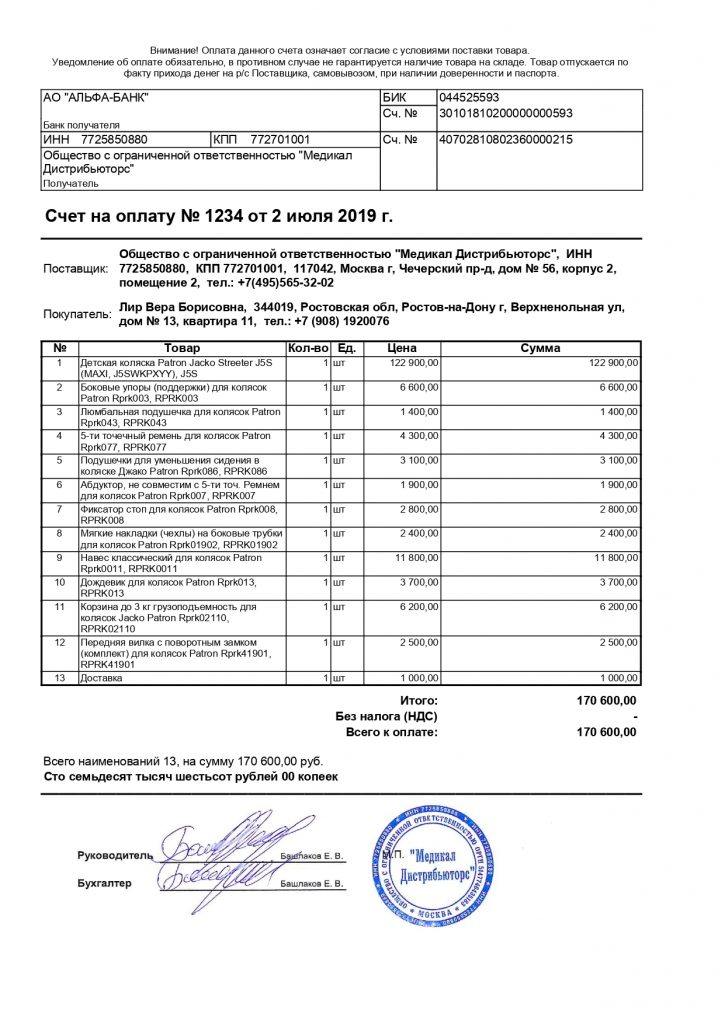 Внимание! Оплата данного счета означает согласие с условиями поставки товара.
Уведомление об оплате обязательно, в противном случае не гарантируется наличие товара на складе. Товар отпускается по
факту прихода денег на р/с Поставщика, самовывозом, при наличии доверенности и паспорта.
АО "АЛЬФА-БАНК" БИК 044525593
Сч. № 30101810200000000593
Банк получателя
ИНН 7725850880 КПП 772701001 Сч. № 40702810802360000215
Общество с ограниченной ответственностью "Медикал
Дистрибьюторс"
Получатель
Счет на оплату № 1234 от 2 июля 2019 г.
Поставщик: Общество с ограниченной ответственностью "Медикал Дистрибьюторс", ИНН
7725850880, КПП 772701001, 117042, Москва г, Чечерский пр-д, дом № 56, корпус 2,
помещение 2, тел.: +7(495)565-32-02
Покупатель: Лир Вера Борисовна, 344019, Ростовская обл, Ростов-на-Дону г, Верхненольная ул,
дом № 13, квартира 11, тел.: +7 (908) 1920076
№ Товар Кол-во Ед. Цена Сумма
1 Детская коляска Patron Jacko Streeter J5S 1 шт 122 900,00 122 900,00
(MAXI, J5SWKPXYY), J5S
2 Боковые упоры (поддержки) для колясок 1 шт 6 600,00 6 600,00
Patron Rprk003, RPRK003
3 Люмбальная подушечка для колясок Patron 1 шт 1 400,00 1 400,00
Rprk043, RPRK043
4 5-ти точечный ремень для колясок Patron 1 шт 4 300,00 4 300,00
Rprk077, RPRK077
5 Подушечки для уменьшения сидения в 1 шт 3 100,00 3 100,00
коляске Джако Patron Rprk086, RPRK086
6 Абдуктор, не совместим с 5-ти точ. Ремнем 1 шт 1 900,00 1 900,00
для колясок Patron Rprk007, RPRK007
7 Фиксатор стоп для колясок Patron Rprk008, 1 шт 2 800,00 2 800,00
RPRK008
8 Мягкие накладки (чехлы) на боковые трубки 1 шт 2 400,00 2 400,00
для колясок Patron Rprk01902, RPRK01902
9 Навес классический для колясок Patron 1 шт 11 800,00 11 800,00
Rprk0011, RPRK0011
10 Дождевик для колясок Patron Rprk013, 1 шт 3 700,00 3 700,00
RPRK013
11 Корзина до 3 кг грузоподъемность для 1 шт 6 200,00 6 200,00
колясок Jacko Patron Rprk02110,
RPRK02110
12 Передняя вилка с поворотным замком 1 шт 2 500,00 2 500,00
(комплект) для колясок Patron Rprk41901,
RPRK41901
13 Доставка 1 шт 1 000,00 1 000,00
Итого: 170 600,00
Без налога (НДС) -
Всего к оплате: 170 600,00
Всего наименований 13, на сумму 170 600,00 руб.
Сто семьдесят тысяч шестьсот рублей 00 копеек
Руководитель Башлаков Е. В.
М.П.
"Медикал
Дистрибьюторс"
ОБЩЕСТВО С ОГРАНИЧЕННОЙ ОТВЕТСТВЕННОСТЬЮ
МОСКВА
ИНН 7725850880
Бухгалтер Башлаков Е. В.